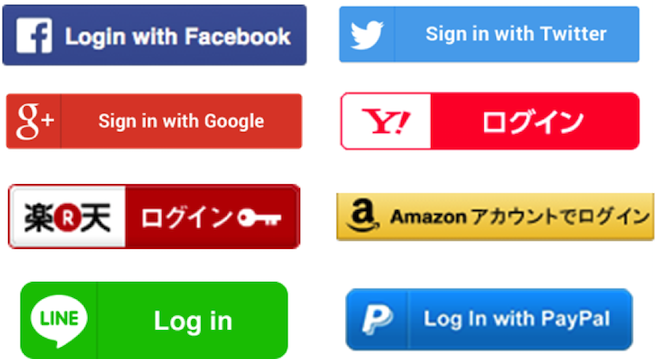 f Login with Facebook
Sign in with Twitter
g+ Sign in with Google
Y! ログイン
楽R天 ログイン
a Amazon アカウントでログイン
LINE Log in
P Log In with PayPal